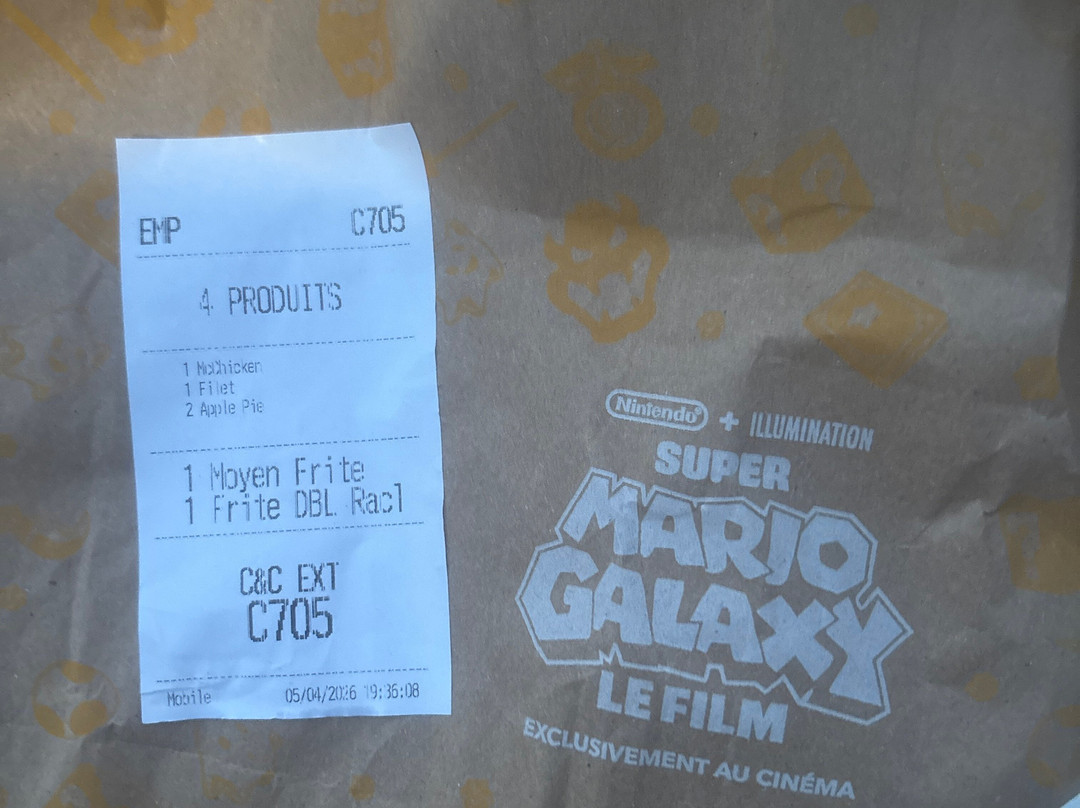 EMP C705
4 PRODUITS
1 McChicken
1 Filet
2 Apple Pie
1 Moyen Frite
1 Frite DBL Racl
C&C EXT
C705
Mobile 05/04/2026 19:36:08
Nintendo® + ILLUMINATION
SUPER
MARIO
GALAXY
LE FILM
EXCLUSIVEMENT AU CINÉMA